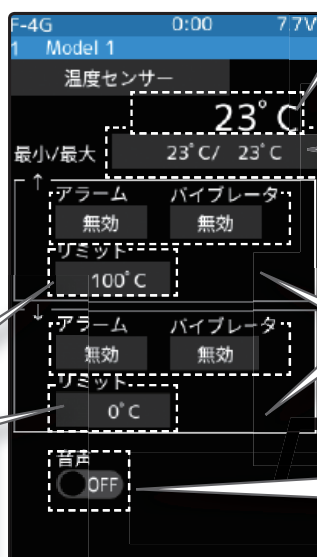 F-4G 0:00 7.7V
1 Model 1
温度センサー
23°C
最小/最大 23°C/ 23°C
↑
アラーム バイブレータ
無効 無効
リミット
100°C
↓
アラーム バイブレータ
無効 無効
リミット
0°C
音声
OFF